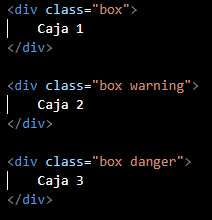 <div class="box">
    Caja 1
</div>

<div class="box warning">
    Caja 2
</div>

<div class="box danger">
    Caja 3
</div>